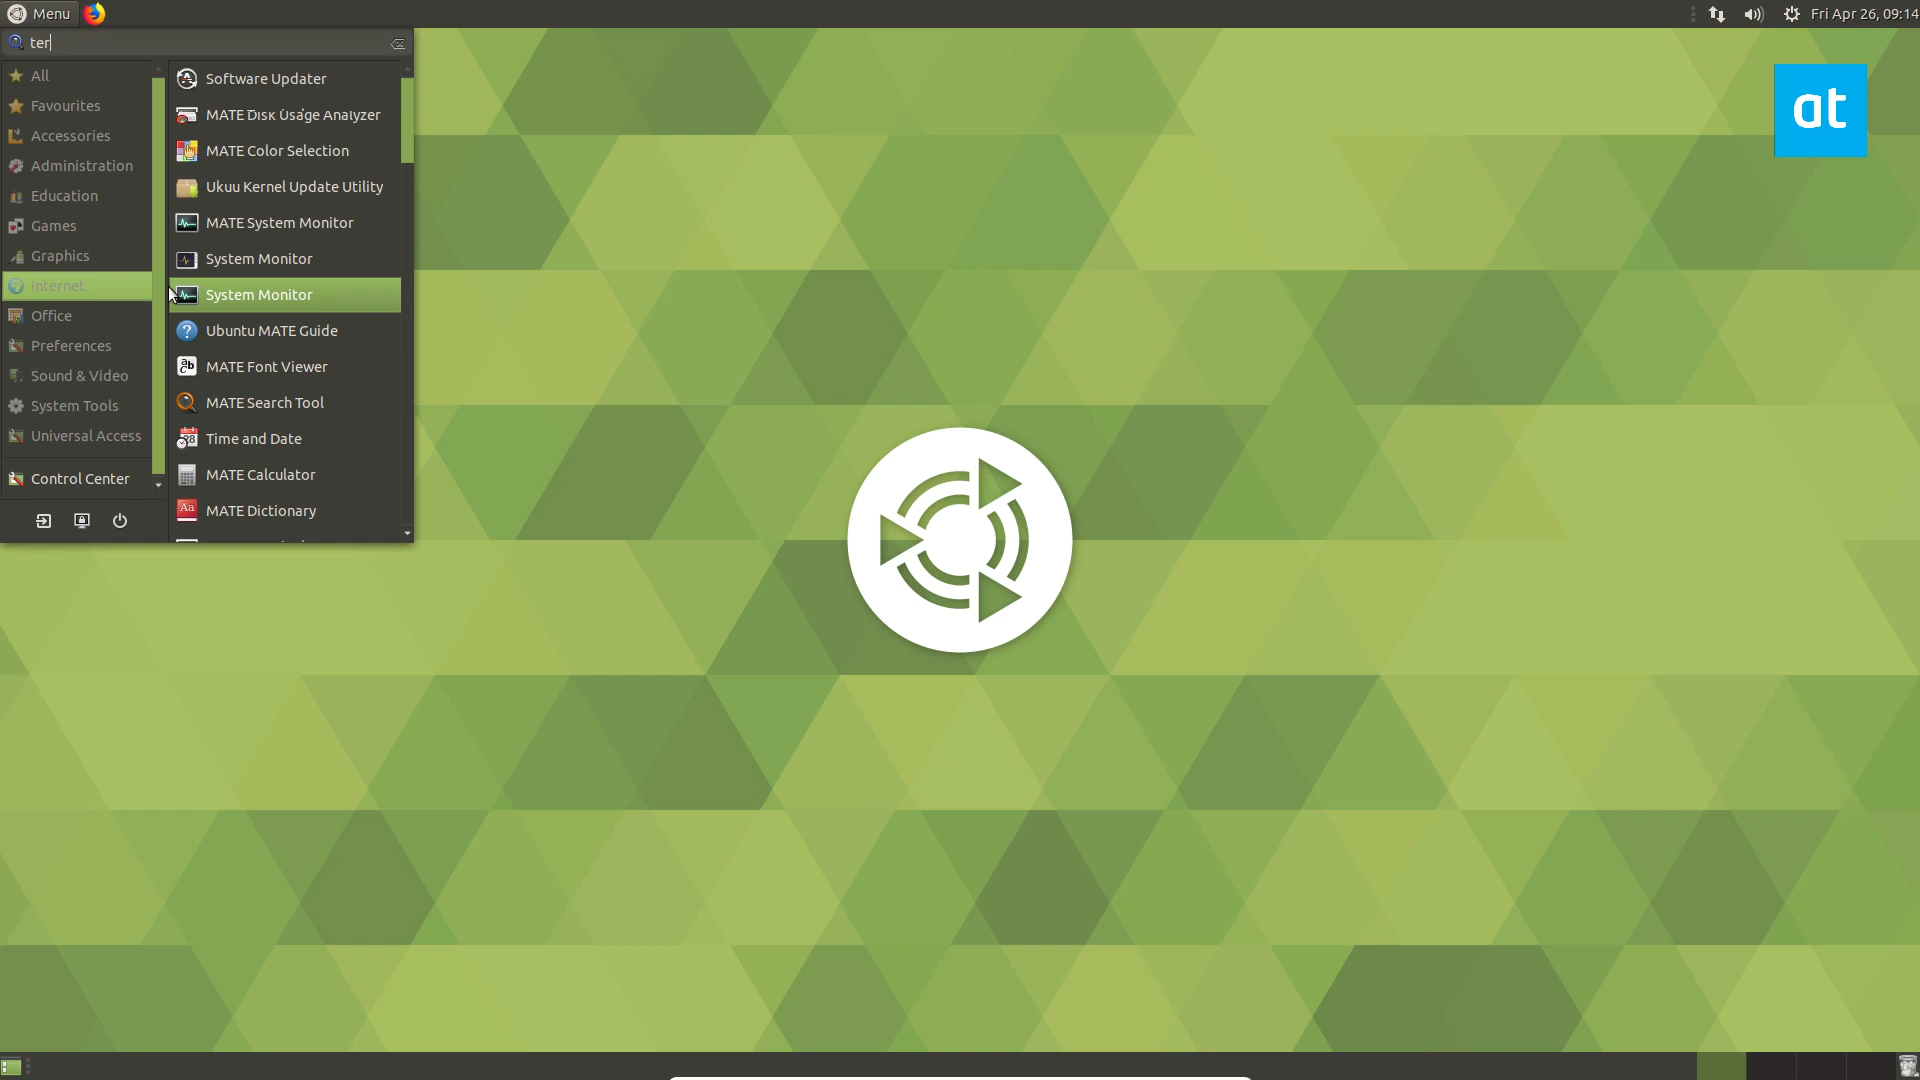 Menu
Fri Apr 26, 09:14
ter
at
All
Favourites
Accessories
Administration
Education
Games
Graphics
Internet
Office
Preferences
Sound & Video
System Tools
Universal Access
Control Center
Software Updater
MATE Disk Usage Analyzer
MATE Color Selection
Ukuu Kernel Update Utility
MATE System Monitor
System Monitor
System Monitor
Ubuntu MATE Guide
MATE Font Viewer
MATE Search Tool
Time and Date
MATE Calculator
MATE Dictionary